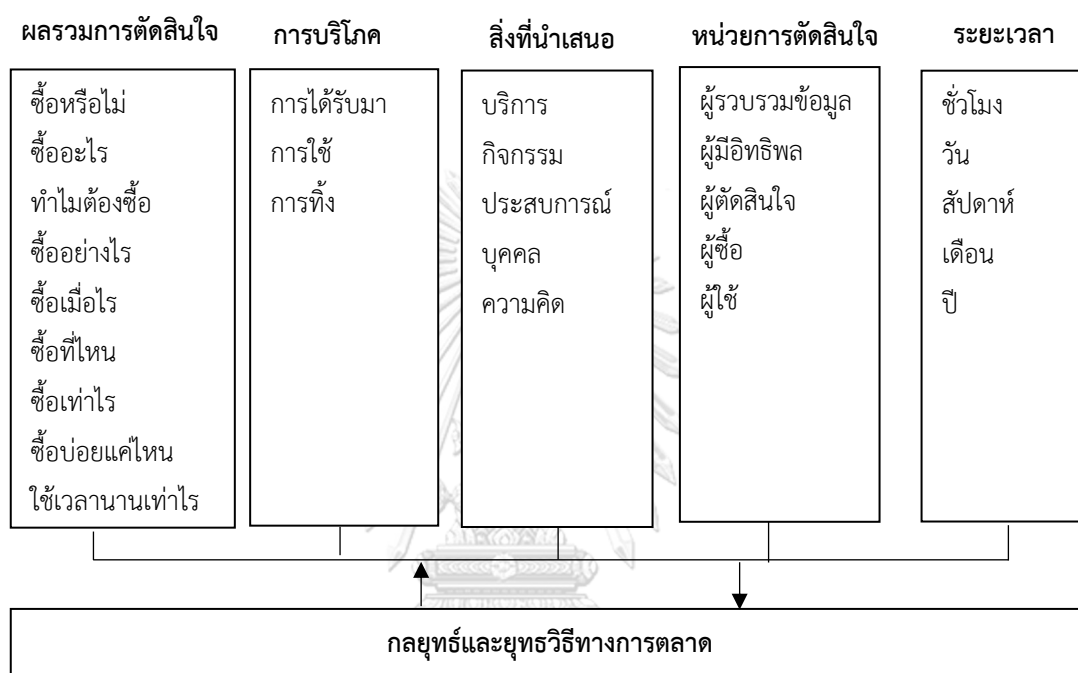 ผลรวมการตัดสินใจ
ซื้อหรือไม่
ซื้ออะไร
ทำไมต้องซื้อ
ซื้ออย่างไร
ซื้อเมื่อไร
ซื้อที่ไหน
ซื้อเท่าไร
ซื้อบ่อยแค่ไหน
ใช้เวลานานเท่าไร
การบริโภค
การได้รับมา
การใช้
การทิ้ง
สิ่งที่นำเสนอ
บริการ
กิจกรรม
ประสบการณ์
บุคคล
ความคิด
หน่วยการตัดสินใจ
ผู้รวบรวมข้อมูล
ผู้มีอิทธิพล
ผู้ตัดสินใจ
ผู้ซื้อ
ผู้ใช้
ระยะเวลา
ชั่วโมง
วัน
สัปดาห์
เดือน
ปี
กลยุทธ์และยุทธวิธีทางการตลาด